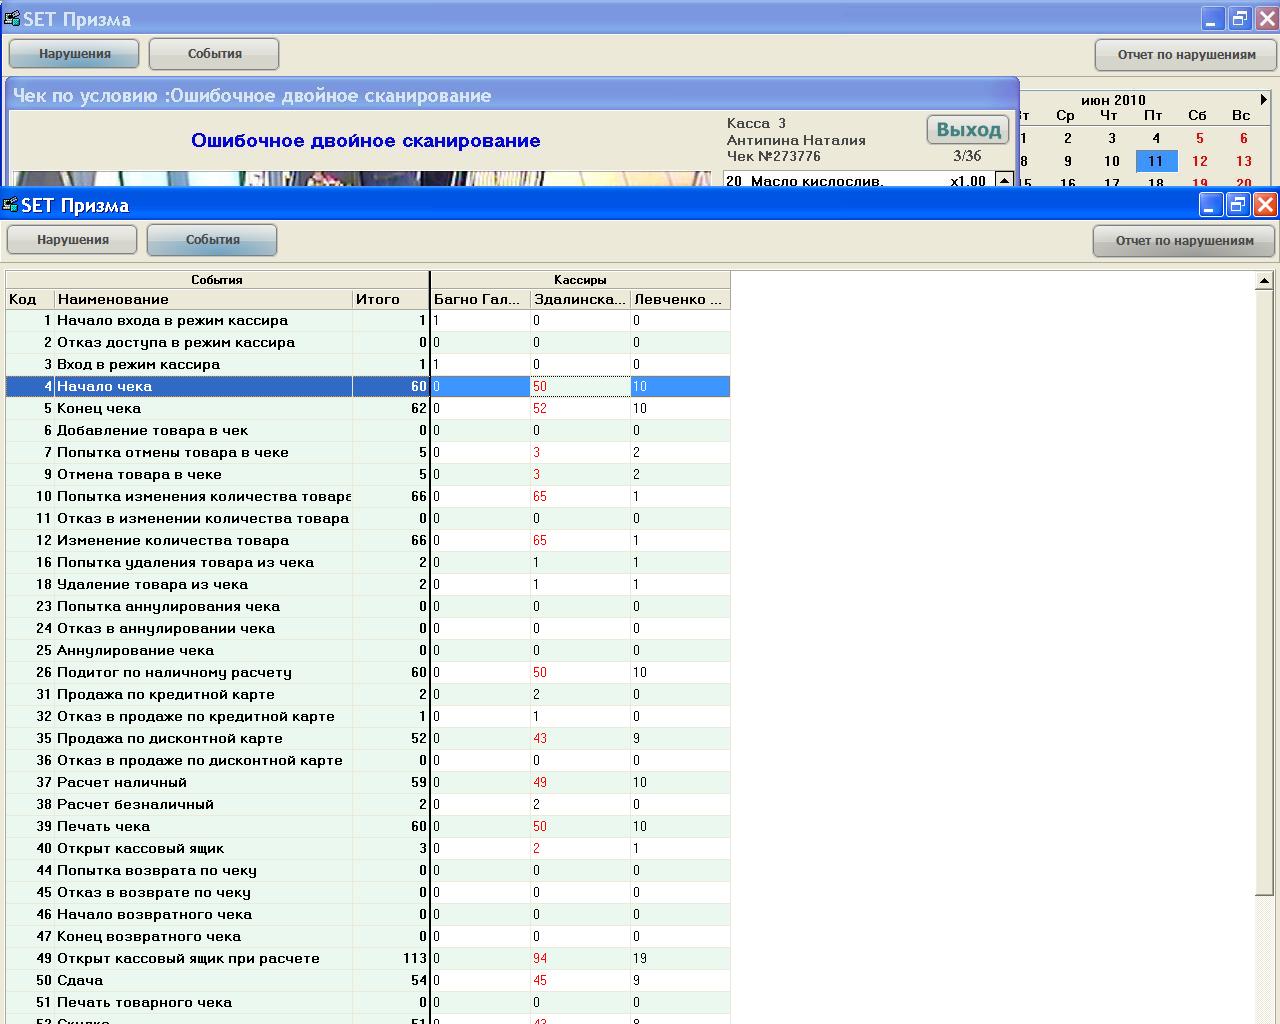 SET Призма
Нарушения События Отчет по нарушениям
Чек по условию :Ошибочное двойное сканирование
Ошибочное двойное сканирование
Касса 3
Антипина Наталия
Чек №273776
Выход
3/36
20 Масло кислослив. x1.00
июн 2010
Ср Чт Пт Сб Вс
1 2 3 4 5 6
8 9 10 11 12 13
15 16 17 18 19 20
SET Призма
Нарушения События Отчет по нарушениям
События Кассиры
Код Наименование Итого Багно Гал... Здалинска... Левченко ...
1 Начало входа в режим кассира 1 1 0 0
2 Отказ доступа в режим кассира 0 0 0 0
3 Вход в режим кассира 1 1 0 0
4 Начало чека 60 0 50 10
5 Конец чека 62 0 52 10
6 Добавление товара в чек 0 0 0 0
7 Попытка отмены товара в чеке 5 0 3 2
9 Отмена товара в чеке 5 0 3 2
10 Попытка изменения количества товара 66 0 65 1
11 Отказ в изменении количества товара 0 0 0 0
12 Изменение количества товара 66 0 65 1
16 Попытка удаления товара из чека 2 0 1 1
18 Удаление товара из чека 2 0 1 1
23 Попытка аннулирования чека 0 0 0 0
24 Отказ в аннулировании чека 0 0 0 0
25 Аннулирование чека 0 0 0 0
26 Подитог по наличному расчету 60 0 50 10
31 Продажа по кредитной карте 2 0 2 0
32 Отказ в продаже по кредитной карте 1 0 1 0
35 Продажа по дисконтной карте 52 0 43 9
36 Отказ в продаже по дисконтной карте 0 0 0 0
37 Расчет наличный 59 0 49 10
38 Расчет безналичный 2 0 2 0
39 Печать чека 60 0 50 10
40 Открыт кассовый ящик 3 0 2 1
44 Попытка возврата по чеку 0 0 0 0
45 Отказ в возврате по чеку 0 0 0 0
46 Начало возвратного чека 0 0 0 0
47 Конец возвратного чека 0 0 0 0
49 Открыт кассовый ящик при расчете 113 0 94 19
50 Сдача 54 0 45 9
51 Печать товарного чека 0 0 0 0